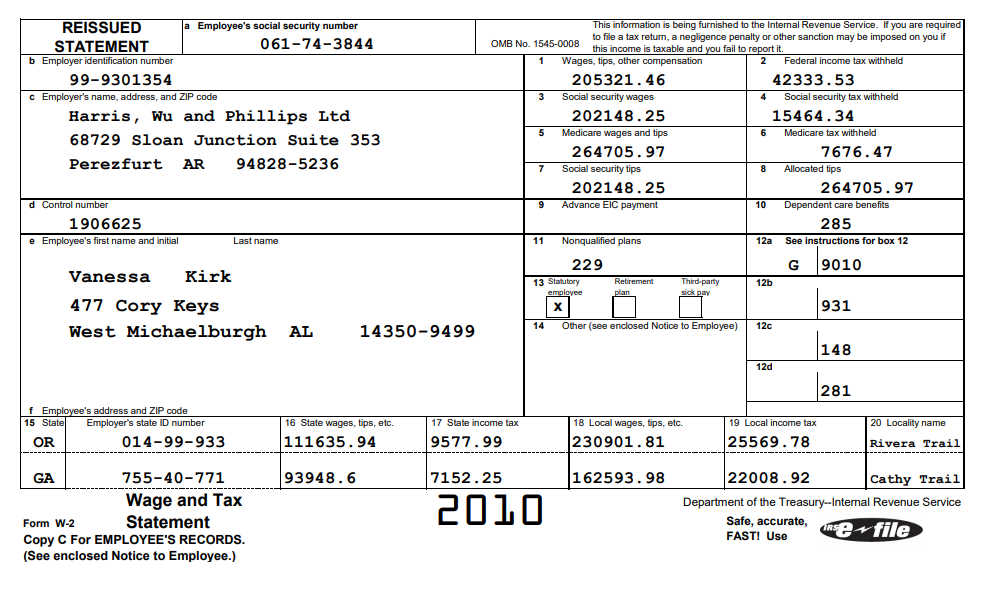 REISSUED STATEMENT
a Employee's social security number
061-74-3844
OMB No. 1545-0008
This information is being furnished to the Internal Revenue Service. If you are required
to file a tax return, a negligence penalty or other sanction may be imposed on you if
this income is taxable and you fail to report it.
b Employer identification number
99-9301354
1 Wages, tips, other compensation
205321.46
2 Federal income tax withheld
42333.53
c Employer's name, address, and ZIP code
Harris, Wu and Phillips Ltd
68729 Sloan Junction Suite 353
Perezfurt AR 94828-5236
3 Social security wages
202148.25
4 Social security tax withheld
15464.34
5 Medicare wages and tips
264705.97
6 Medicare tax withheld
7676.47
7 Social security tips
202148.25
8 Allocated tips
264705.97
d Control number
1906625
9 Advance EIC payment
10 Dependent care benefits
285
e Employee's first name and initial Last name
Vanessa Kirk
477 Cory Keys
West Michaelburgh AL 14350-9499
f Employee's address and ZIP code
11 Nonqualified plans
229
12a See instructions for box 12
G 9010
13 Statutory employee Retirement plan Third-party sick pay
X
12b
931
14 Other (see enclosed Notice to Employee)
12c
148
12d
281
15 State Employer's state ID number 16 State wages, tips, etc. 17 State income tax 18 Local wages, tips, etc. 19 Local income tax 20 Locality name
OR 014-99-933 111635.94 9577.99 230901.81 25569.78 Rivera Trail
GA 755-40-771 93948.6 7152.25 162593.98 22008.92 Cathy Trail
Form W-2 Wage and Tax Statement
2010
Department of the Treasury--Internal Revenue Service
Copy C For EMPLOYEE'S RECORDS.
(See enclosed Notice to Employee.)
Safe, accurate,
FAST! Use
IRS e-file